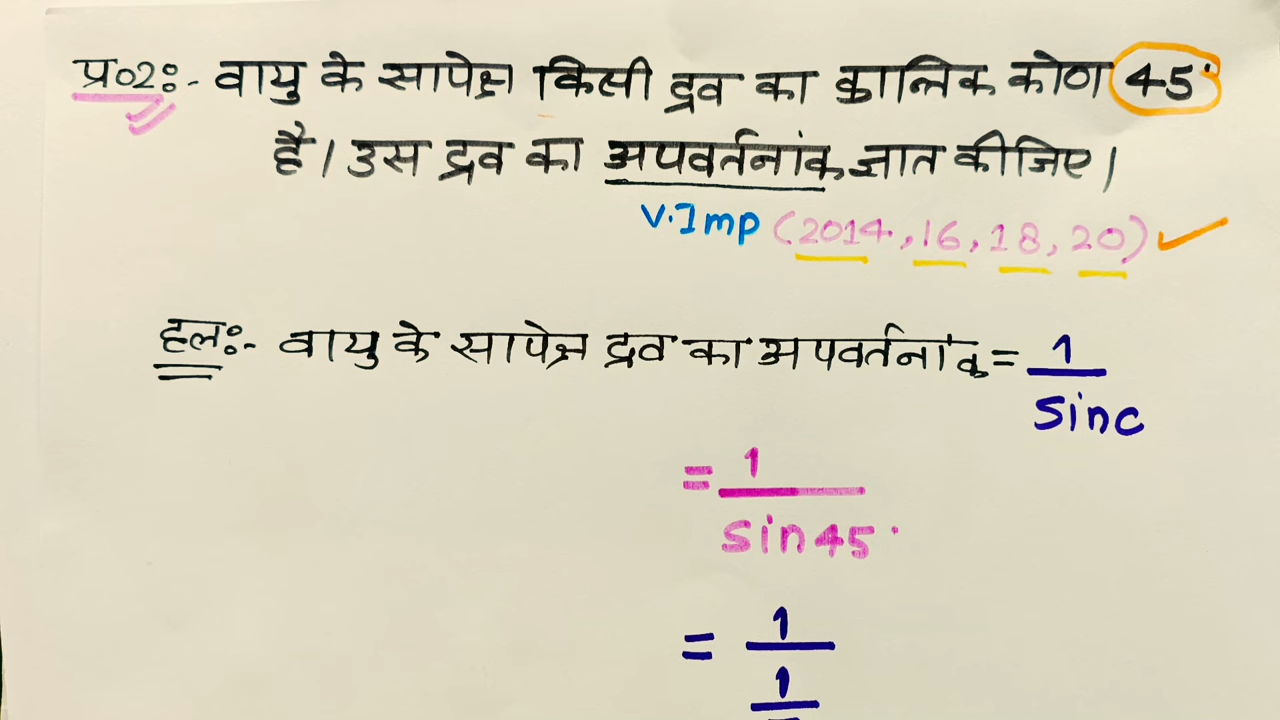 प्र०2ः- वायु के सापेक्ष किसी द्रव का क्रान्तिक कोण 45°
है। उस द्रव का अपवर्तनांक ज्ञात कीजिए।
V.Imp (2014, 16, 18, 20) ✓
हलः- वायु के सापेक्ष द्रव का अपवर्तनांक = 1
Sinc
= 1
Sin45°
= 1
1